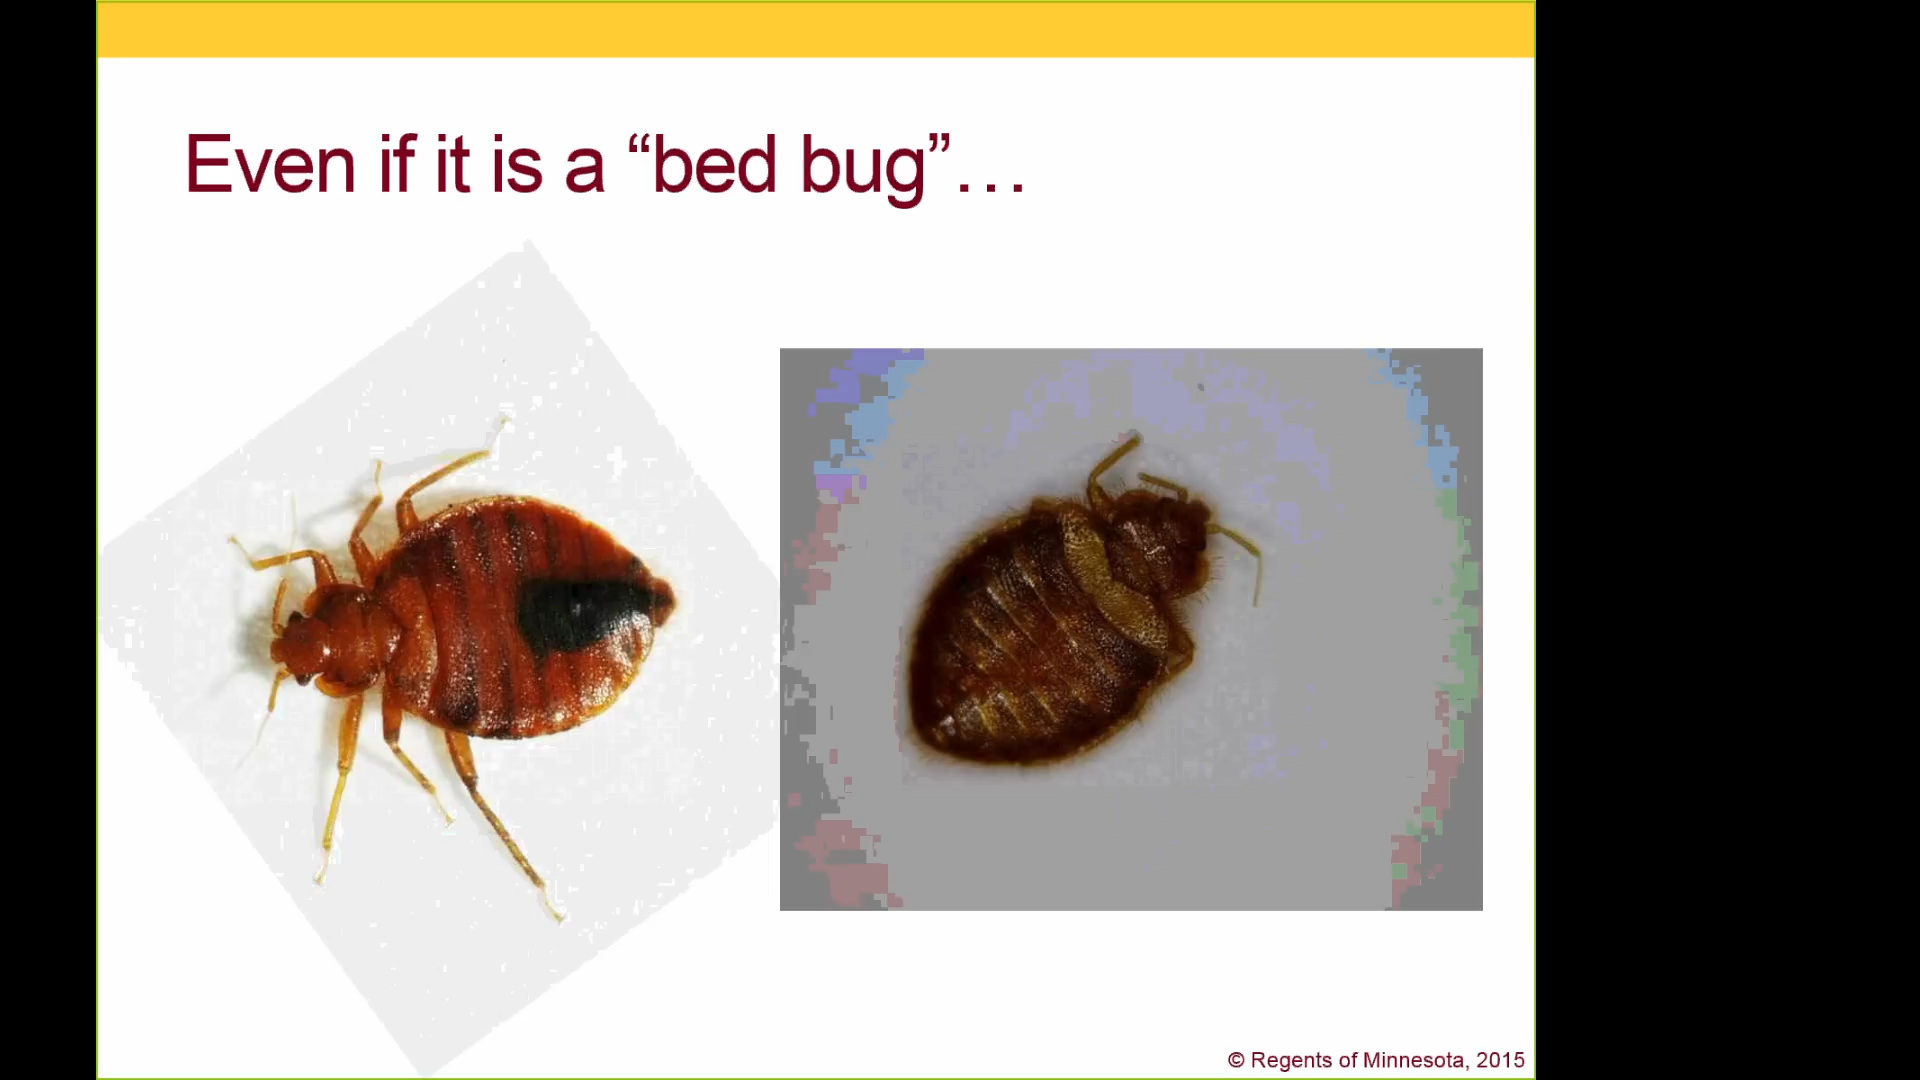 Even if it is a “bed bug”…
© Regents of Minnesota, 2015